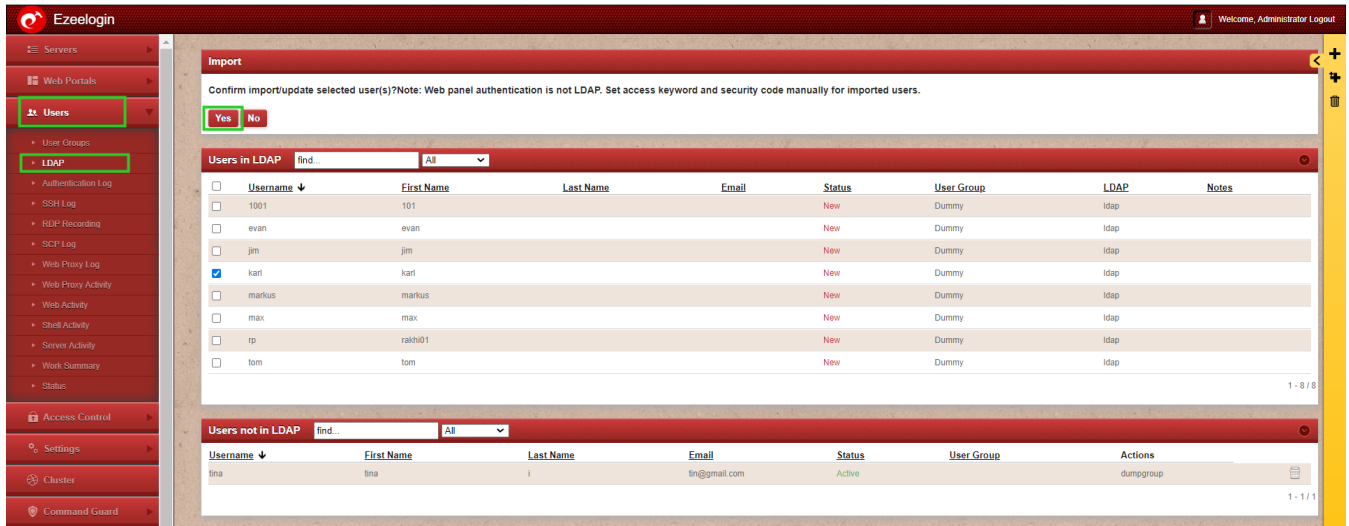 Ezeelogin
Welcome, Administrator Logout
Servers
Web Portals
Users
User Groups
LDAP
Authentication Log
SSH Log
RDP Recording
SCP Log
Web Proxy Log
Web Proxy Activity
Web Activity
Shell Activity
Server Activity
Work Summary
Status
Access Control
Settings
Cluster
Command Guard
Import
Confirm import/update selected user(s)?Note: Web panel authentication is not LDAP. Set access keyword and security code manually for imported users.
Yes No
Users in LDAP find... All
Username First Name Last Name Email Status User Group LDAP Notes
1001 101 New Dummy ldap
evan evan New Dummy ldap
jim jim New Dummy ldap
karl karl New Dummy ldap
markus markus New Dummy ldap
max max New Dummy ldap
rp rakhi01 New Dummy ldap
tom tom New Dummy ldap
1 - 8 / 8
Users not in LDAP find... All
Username First Name Last Name Email Status User Group Actions
tina tina i tin@gmail.com Active dumpgroup
1 - 1 / 1